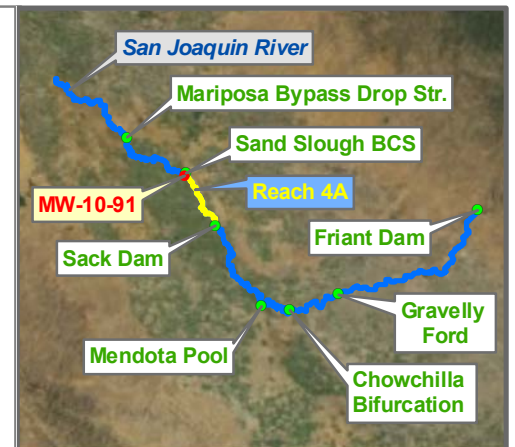 San Joaquin River
Mariposa Bypass Drop Str.
Sand Slough BCS
MW-10-91
Reach 4A
Sack Dam
Friant Dam
Mendota Pool
Gravelly
Ford
Chowchilla
Bifurcation